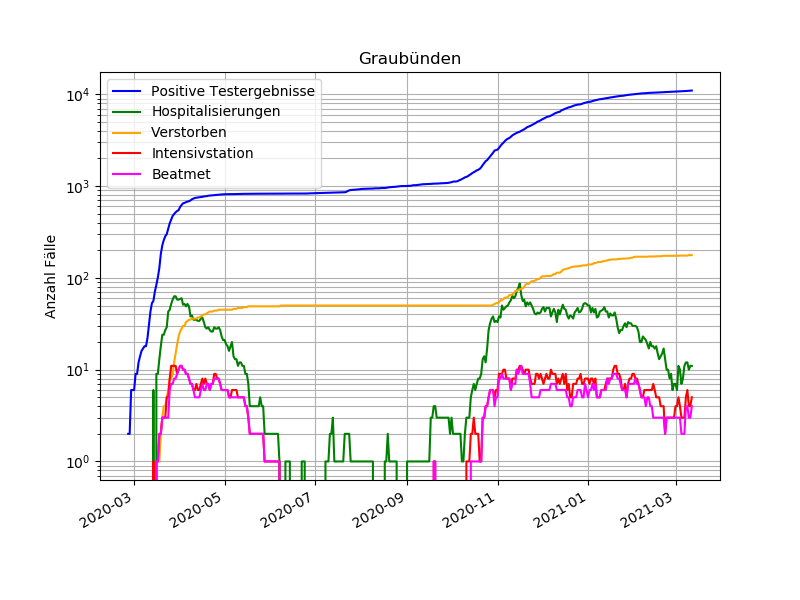 Graubünden
Positive Testergebnisse
Hospitalisierungen
Verstorben
Intensivstation
Beatmet
Anzahl Fälle
10⁴
10³
10²
10¹
10⁰
2020-03 2020-05 2020-07 2020-09 2020-11 2021-01 2021-03